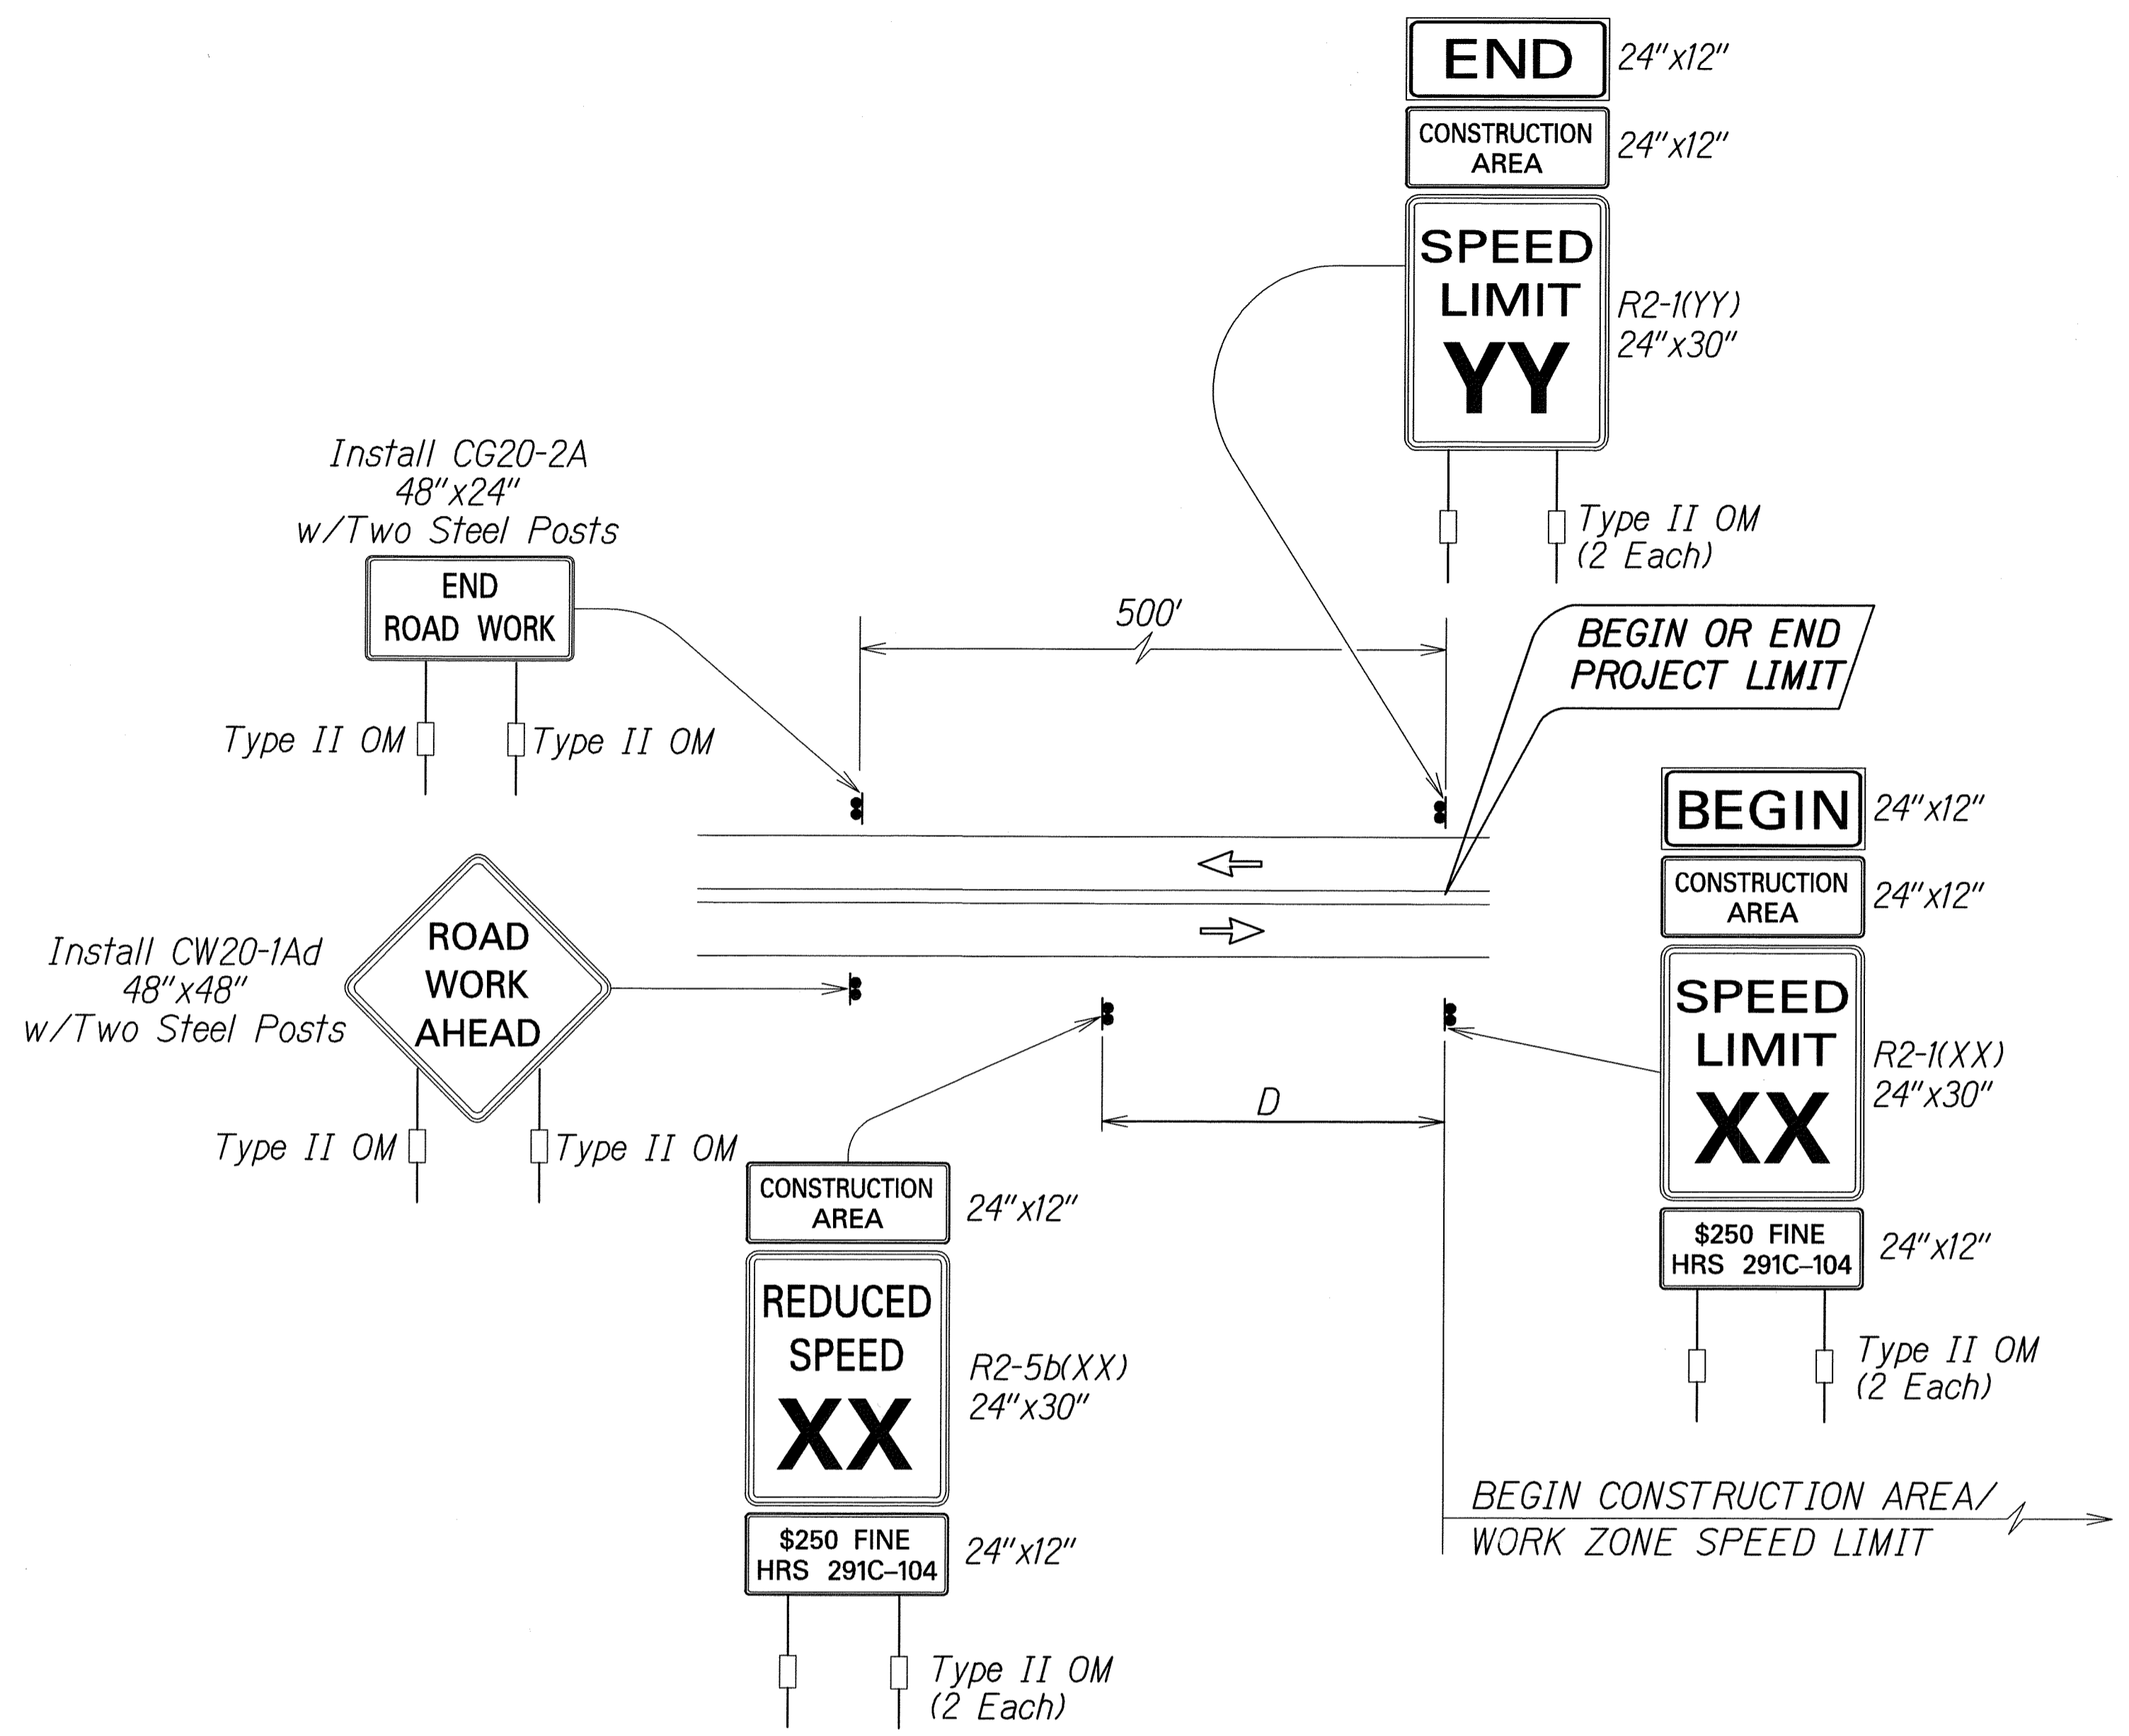 END
24"x12"
CONSTRUCTION
AREA
24"x12"
SPEED
LIMIT
YY
R2-1(YY)
24"x30"
Type II OM
(2 Each)
Install CG20-2A
48"x24"
w/Two Steel Posts
END
ROAD WORK
Type II OM
Type II OM
500'
BEGIN OR END
PROJECT LIMIT
BEGIN
24"x12"
CONSTRUCTION
AREA
24"x12"
SPEED
LIMIT
XX
R2-1(XX)
24"x30"
$250 FINE
HRS 291C-104
24"x12"
Type II OM
(2 Each)
Install CW20-1Ad
48"x48"
w/Two Steel Posts
ROAD
WORK
AHEAD
Type II OM
Type II OM
D
CONSTRUCTION
AREA
24"x12"
REDUCED
SPEED
XX
R2-5b(XX)
24"x30"
$250 FINE
HRS 291C-104
24"x12"
Type II OM
(2 Each)
BEGIN CONSTRUCTION AREA/
WORK ZONE SPEED LIMIT